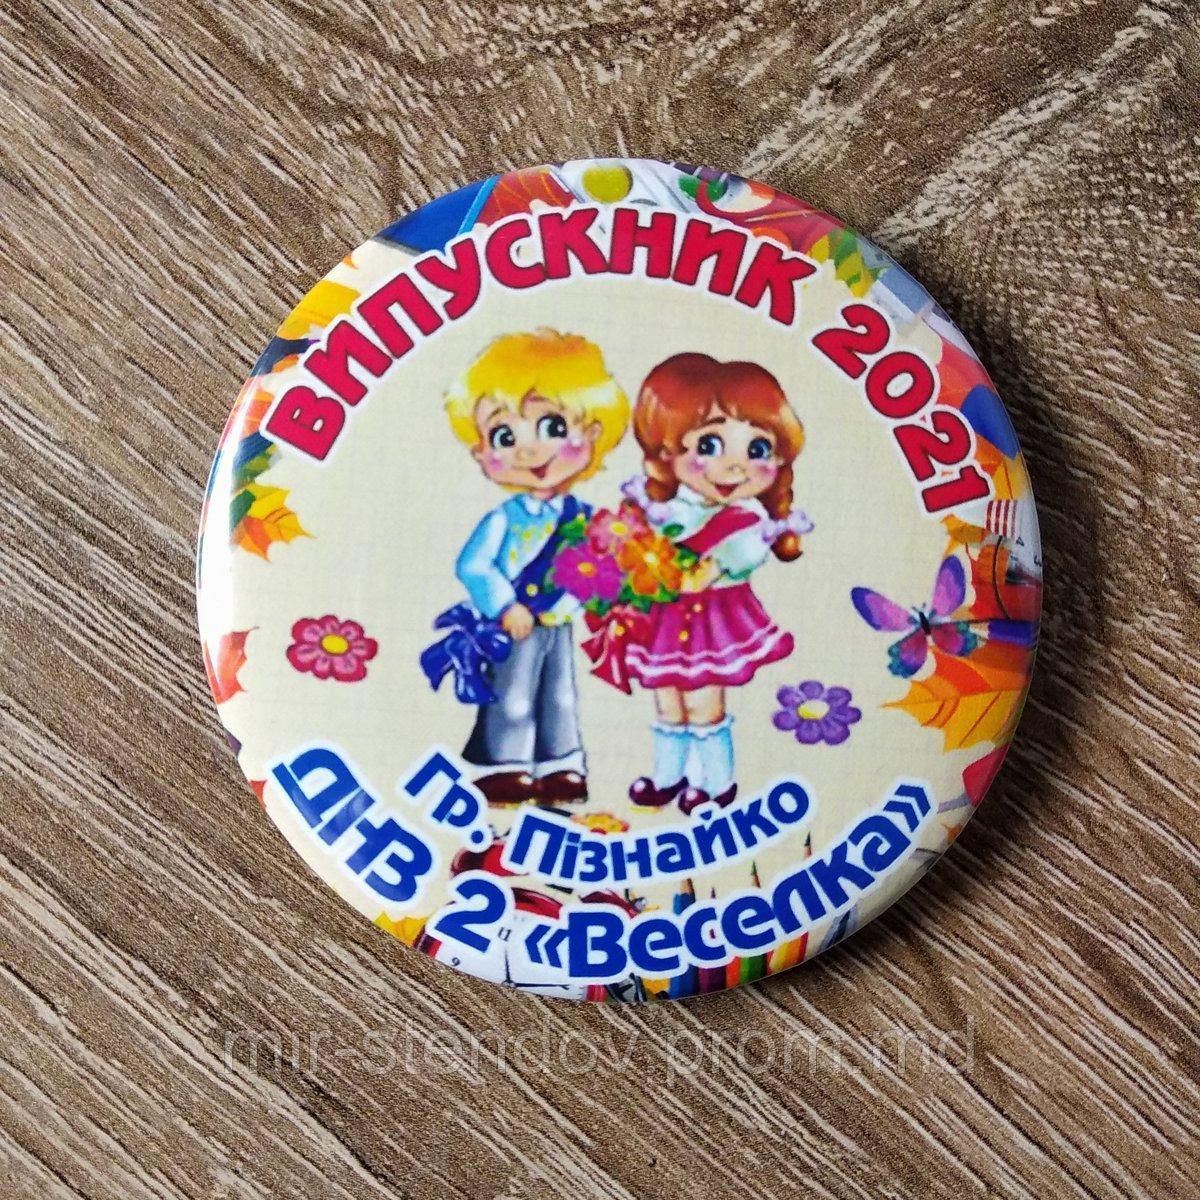 ВИПУСКНИК 2021
Гр. Пізнайко
ДНЗ 2 «Веселка»
mir-stendov.prom.md